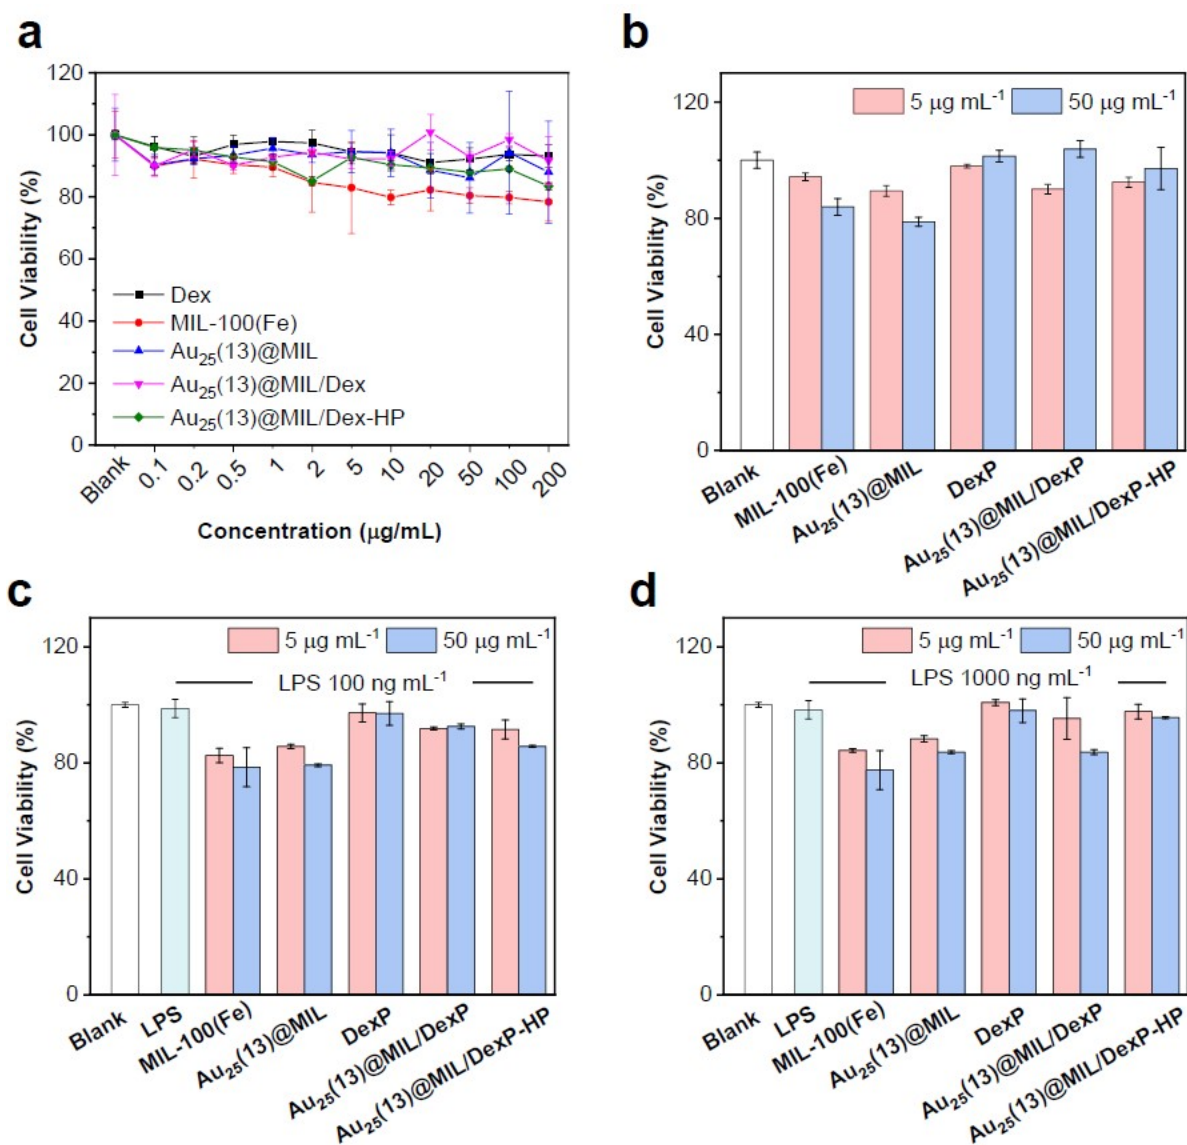 a
120
100
80
60
40
20
0
Cell Viability (%)
Dex
MIL-100(Fe)
Au₂₅(13)@MIL
Au₂₅(13)@MIL/Dex
Au₂₅(13)@MIL/Dex-HP
Blank 0.1 0.2 0.5 1 2 5 10 20 50 100 200
Concentration (μg/mL)
b
5 μg mL⁻¹ 50 μg mL⁻¹
120
80
40
0
Cell Viability (%)
Blank
MIL-100(Fe)
Au₂₅(13)@MIL
DexP
Au₂₅(13)@MIL/DexP
Au₂₅(13)@MIL/DexP-HP
c
5 μg mL⁻¹ 50 μg mL⁻¹
LPS 100 ng mL⁻¹
120
80
40
0
Cell Viability (%)
Blank
LPS
MIL-100(Fe)
Au₂₅(13)@MIL
DexP
Au₂₅(13)@MIL/DexP
Au₂₅(13)@MIL/DexP-HP
d
5 μg mL⁻¹ 50 μg mL⁻¹
LPS 1000 ng mL⁻¹
120
80
40
0
Cell Viability (%)
Blank
LPS
MIL-100(Fe)
Au₂₅(13)@MIL
DexP
Au₂₅(13)@MIL/DexP
Au₂₅(13)@MIL/DexP-HP